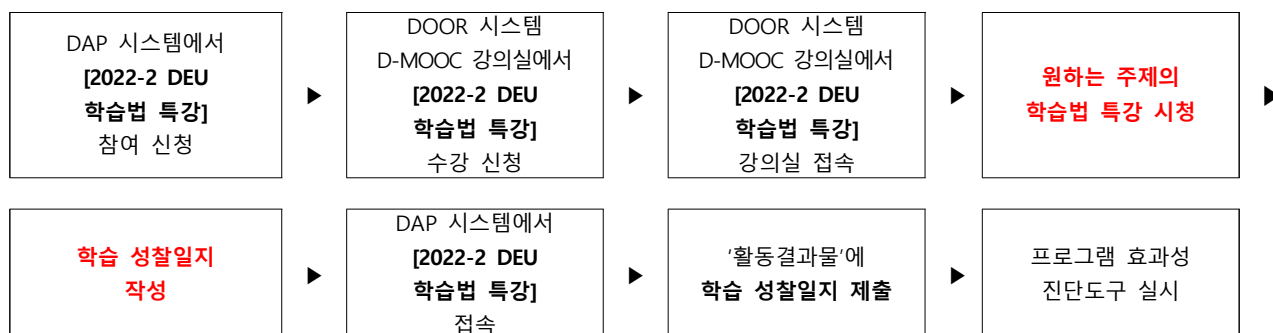 DAP 시스템에서
[2022-2 DEU
학습법 특강]
참여 신청
▶
DOOR 시스템
D-MOOC 강의실에서
[2022-2 DEU
학습법 특강]
수강 신청
▶
DOOR 시스템
D-MOOC 강의실에서
[2022-2 DEU
학습법 특강]
강의실 접속
▶
원하는 주제의
학습법 특강 시청
▶
학습 성찰일지
작성
▶
DAP 시스템에서
[2022-2 DEU
학습법 특강]
접속
▶
'활동결과물'에
학습 성찰일지 제출
▶
프로그램 효과성
진단도구 실시